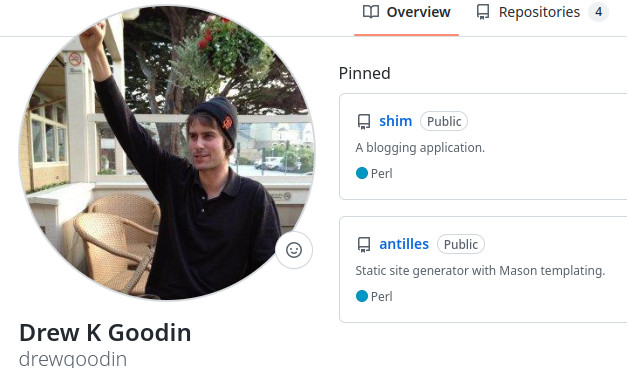 Overview
Repositories 4
Pinned
shim Public
A blogging application.
Perl
antilles Public
Static site generator with Mason templating.
Perl
Drew K Goodin
drewgoodin